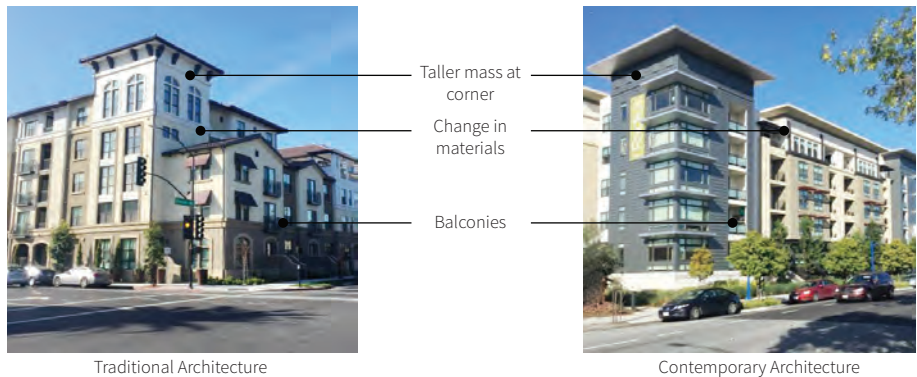 Taller mass at
corner
Change in
materials
Balconies
Traditional Architecture
Contemporary Architecture